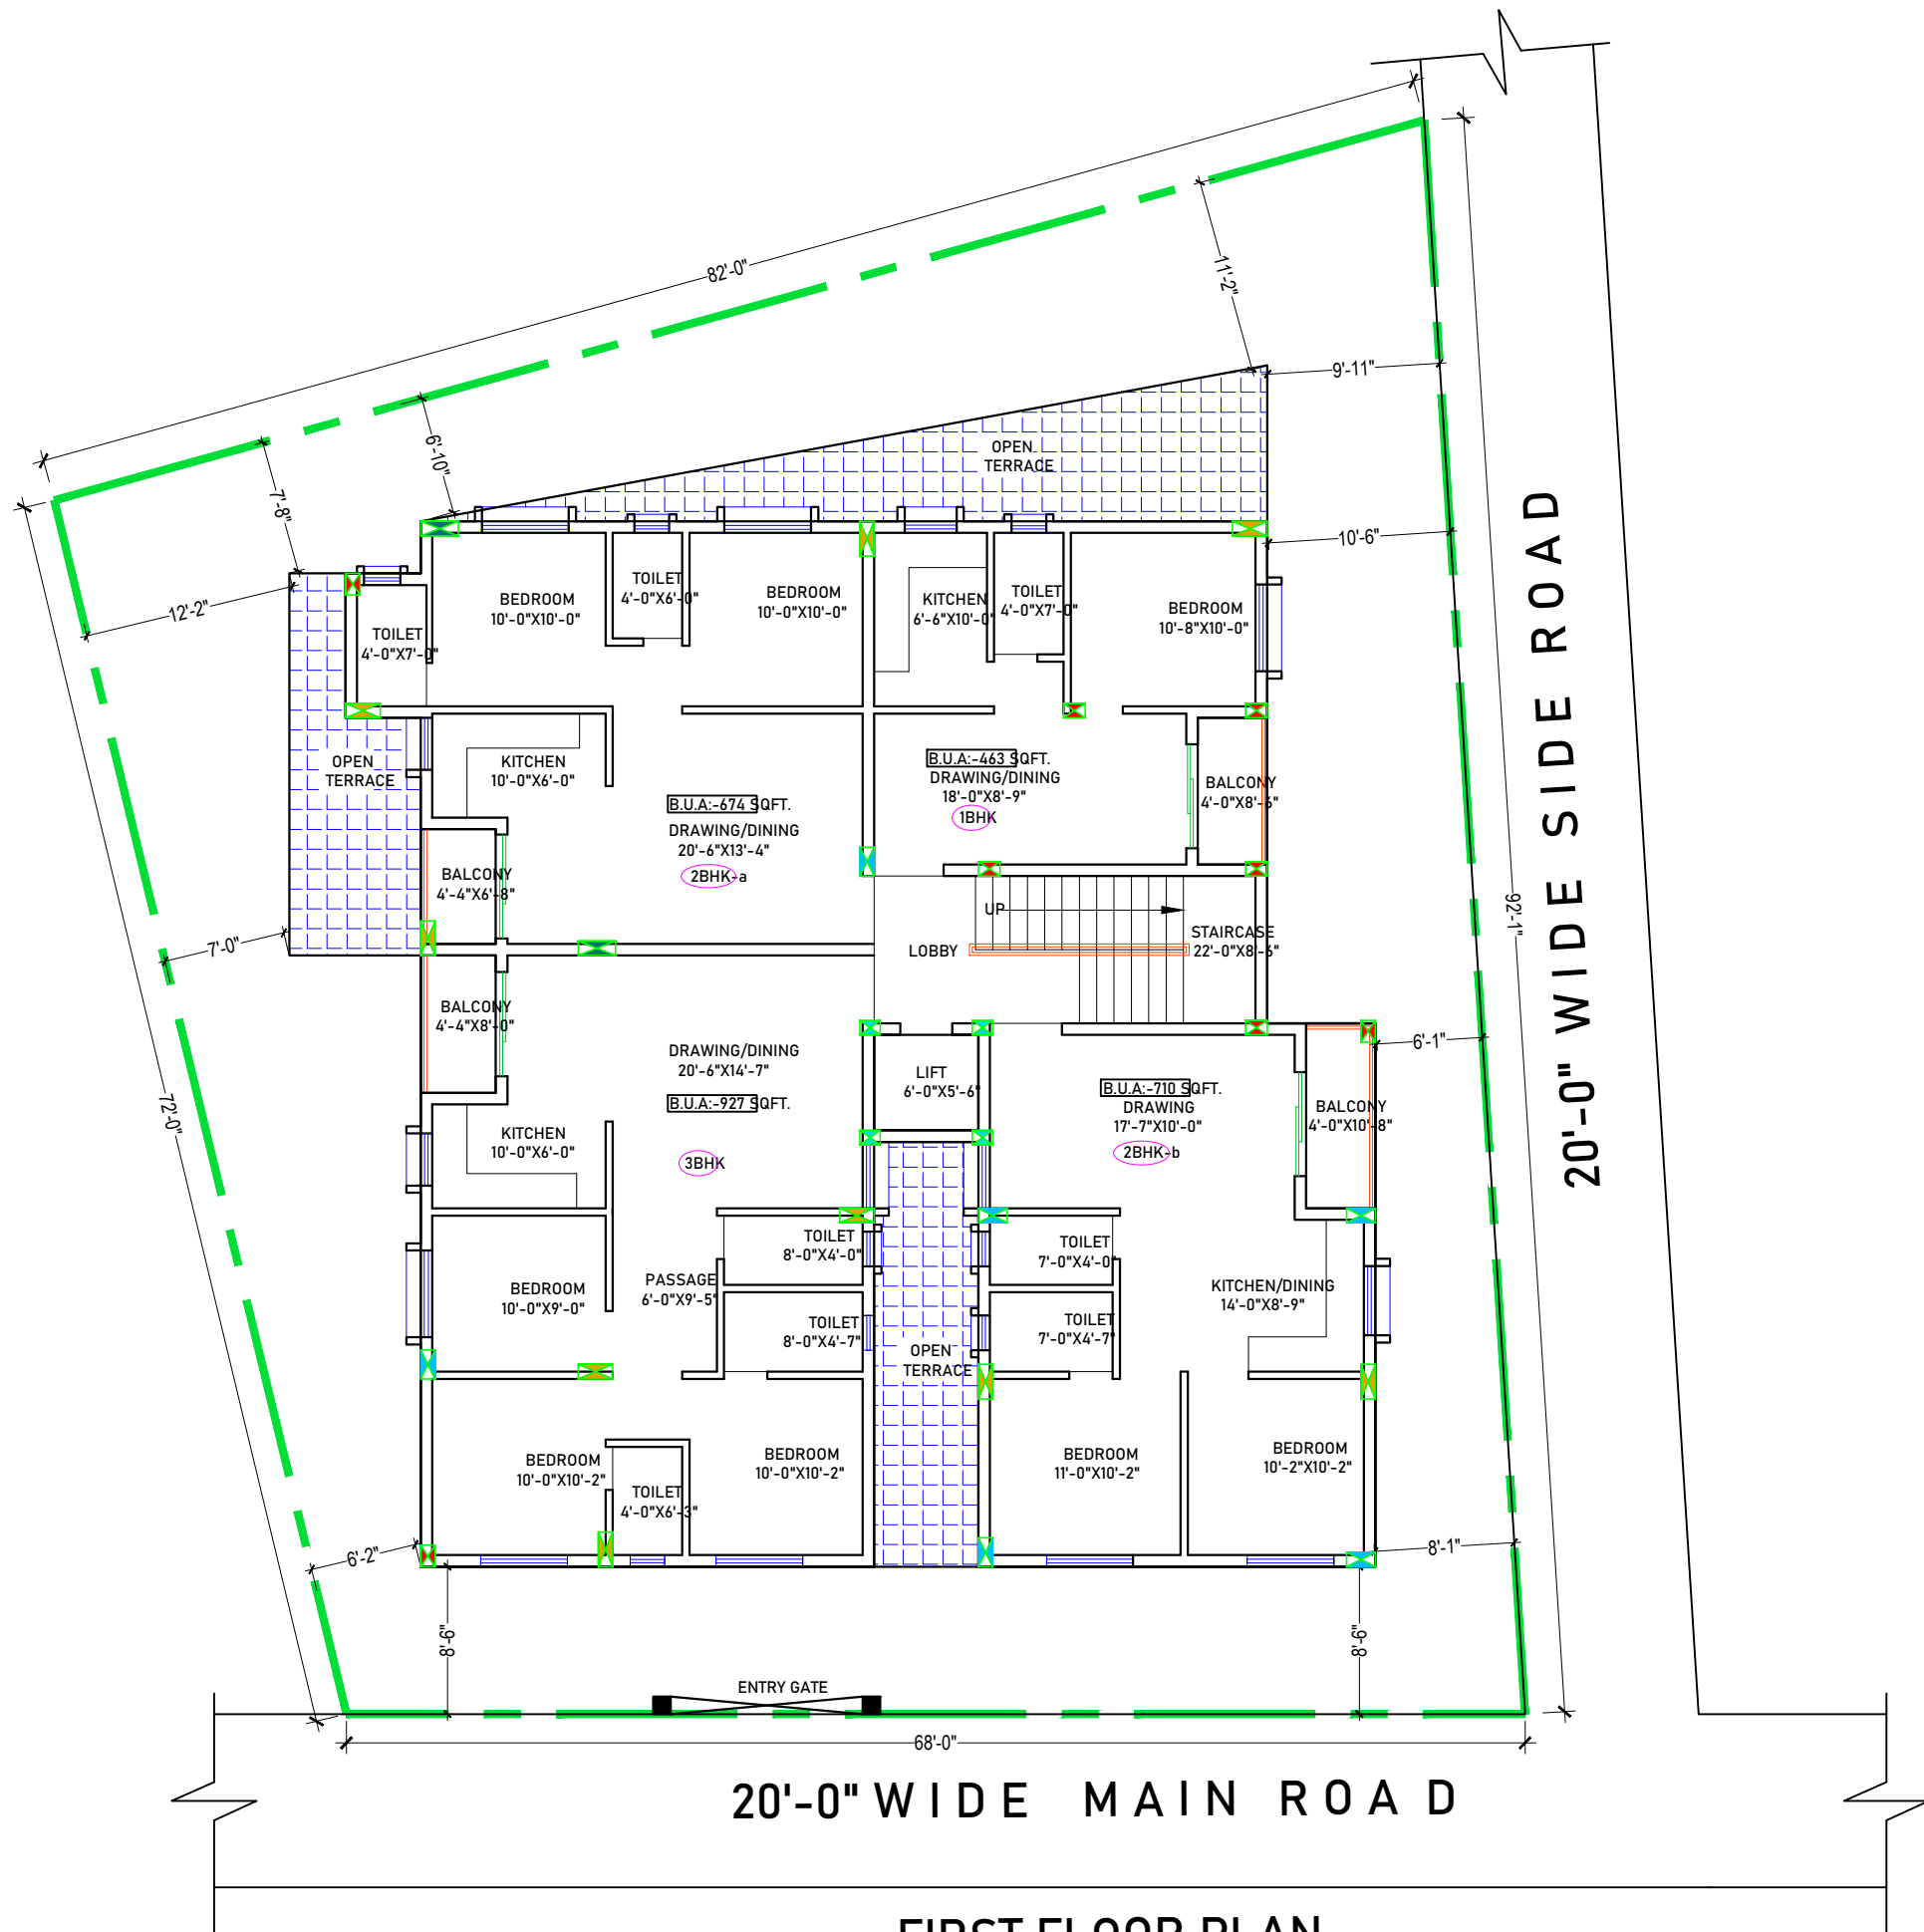 82'-0"
11'-2"
9'-11"
6'-10"
7'-8"
OPEN
TERRACE
10'-6"
12'-2"
TOILET
4'-0"X7'-0"
BEDROOM
10'-0"X10'-0"
TOILET
4'-0"X6'-0"
BEDROOM
10'-0"X10'-0"
KITCHEN
6'-6"X10'-0"
TOILET
4'-0"X7'-0"
BEDROOM
10'-8"X10'-0"
OPEN
TERRACE
KITCHEN
10'-0"X6'-0"
B.U.A:-674 SQFT.
DRAWING/DINING
20'-6"X13'-4"
2BHK-a
B.U.A:-463 SQFT.
DRAWING/DINING
18'-0"X8'-9"
1BHK
BALCONY
4'-0"X8'-6"
BALCONY
4'-4"X6'-8"
UP
LOBBY
STAIRCASE
22'-0"X8'-6"
7'-0"
92'-1"
20'-0" WIDE SIDE ROAD
BALCONY
4'-4"X8'-0"
DRAWING/DINING
20'-6"X14'-7"
B.U.A:-927 SQFT.
3BHK
LIFT
6'-0"X5'-6"
B.U.A:-710 SQFT.
DRAWING
17'-7"X10'-0"
2BHK-b
BALCONY
4'-0"X10'-8"
6'-1"
72'-0"
KITCHEN
10'-0"X6'-0"
BEDROOM
10'-0"X9'-0"
PASSAGE
6'-0"X9'-5"
TOILET
8'-0"X4'-0"
TOILET
8'-0"X4'-7"
TOILET
7'-0"X4'-0"
TOILET
7'-0"X4'-7"
KITCHEN/DINING
14'-0"X8'-9"
OPEN
TERRACE
BEDROOM
10'-0"X10'-2"
TOILET
4'-0"X6'-3"
BEDROOM
10'-0"X10'-2"
BEDROOM
11'-0"X10'-2"
BEDROOM
10'-2"X10'-2"
6'-2"
8'-1"
8'-6"
8'-6"
ENTRY GATE
68'-0"
20'-0" WIDE MAIN ROAD
FIRST FLOOR PLAN